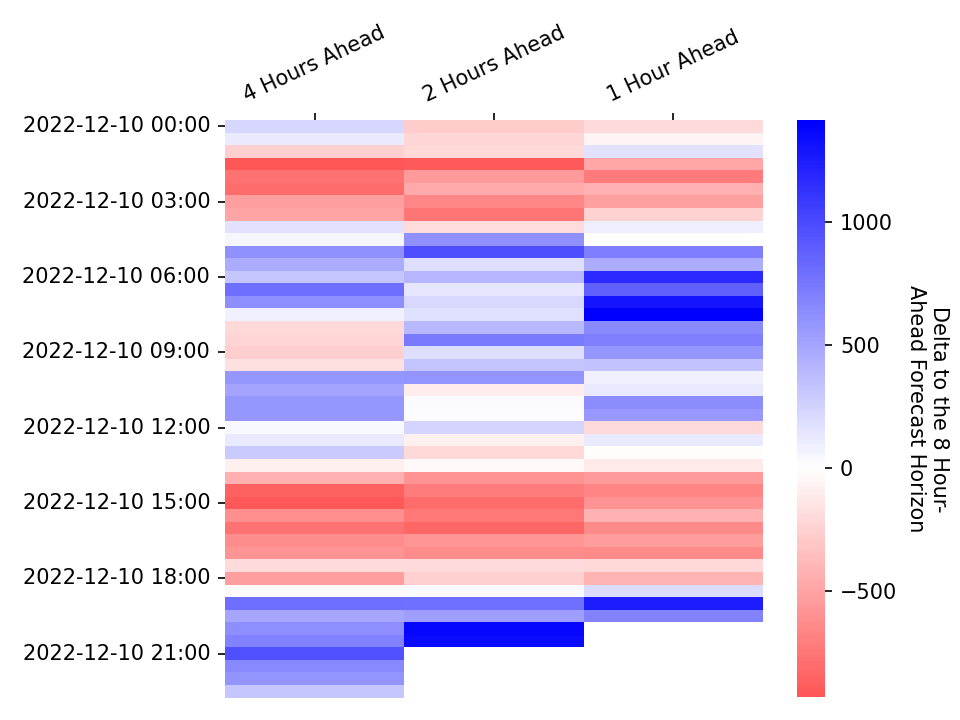 4 Hours Ahead
2 Hours Ahead
1 Hour Ahead
2022-12-10 00:00
2022-12-10 03:00
2022-12-10 06:00
2022-12-10 09:00
2022-12-10 12:00
2022-12-10 15:00
2022-12-10 18:00
2022-12-10 21:00
1000
500
0
−500
Delta to the 8 Hour-
Ahead Forecast Horizon